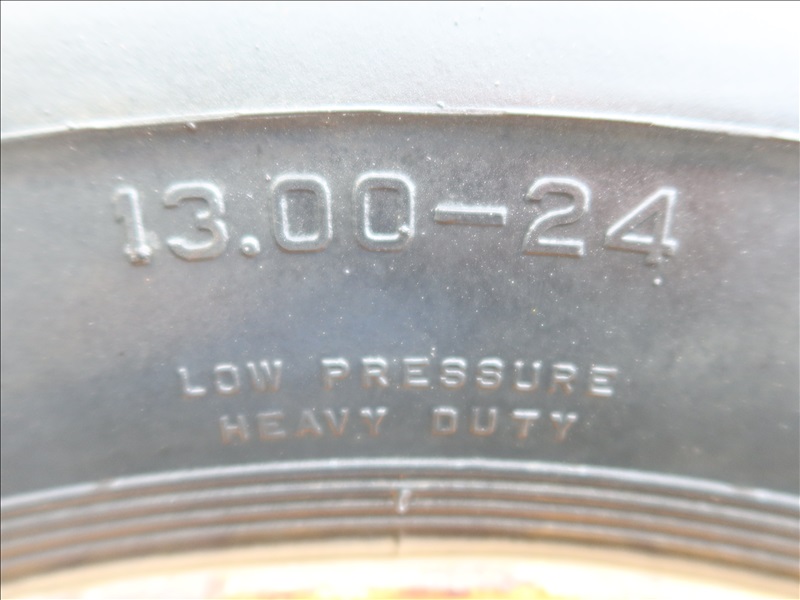 13.00-24
LOW PRESSURE
HEAVY DUTY